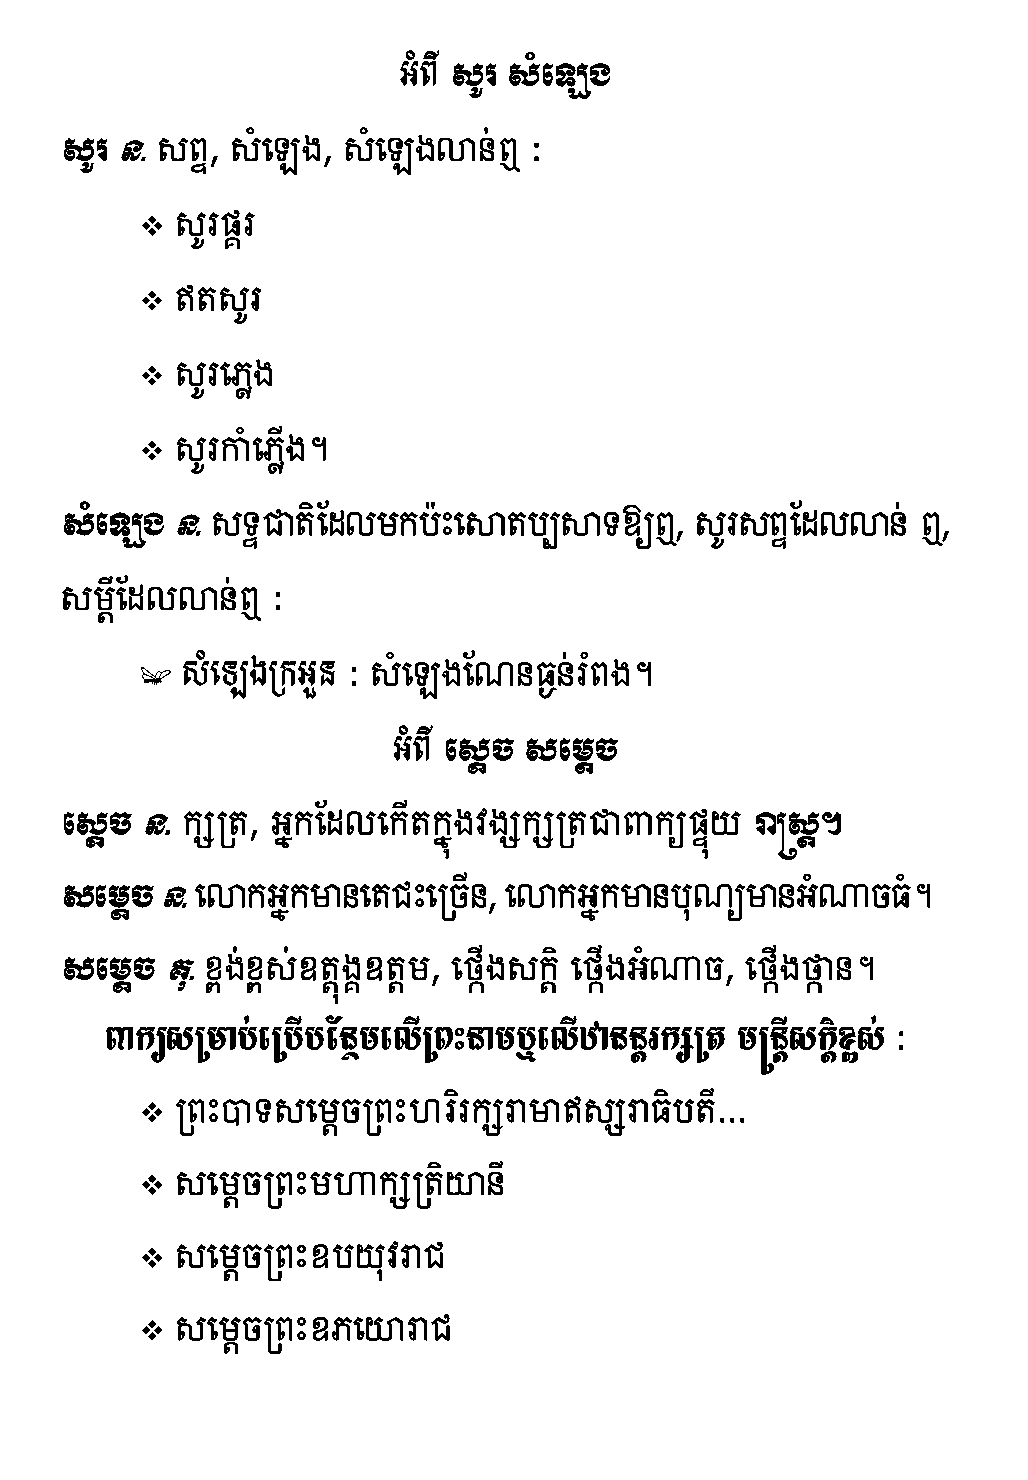 អំពី សូរ សំឡេង
សូរ ន. សព្ទ, សំឡេង, សំឡេងលាន់ឮ :
❖ សូរផ្គរ
❖ ឥតសូរ
❖ សូរភ្លេង
❖ សូរកាំភ្លើង។
សំឡេង ន. សទ្ទជាតិដែលមកប៉ះសោតប្បសាទឱ្យឮ, សូរសព្ទដែលលាន់ ឮ,
សម្ដីដែលលាន់ឮ :
សំឡេងក្រអួន : សំឡេងណែនធ្ងន់រំពង។
អំពី ស្ដេច សម្ដេច
ស្ដេច ន. ក្សត្រ, អ្នកដែលកើតក្នុងវង្សក្សត្រជាពាក្យផ្ទុយ រាស្ត្រ។
សម្ដេច ន. លោកអ្នកមានតេជះច្រើន, លោកអ្នកមានបុណ្យមានអំណាចធំ។
សម្ដេច គុ. ខ្ពង់ខ្ពស់ឧត្តុង្គឧត្ដម, ថ្កើងសក្ដិ ថ្កើងអំណាច, ថ្កើងថ្កាន។
ពាក្យសម្រាប់ប្រើបន្ថែមលើព្រះនាមឬលើឋានន្តរក្សត្រ មន្ត្រីសក្ដិខ្ពស់ :
❖ ព្រះបាទសម្ដេចព្រះហរិរក្សរាមាឥស្សរាធិបតី...
❖ សម្ដេចព្រះមហាក្សត្រិយានី
❖ សម្ដេចព្រះឧបយុវរាជ
❖ សម្ដេចព្រះឧភយោរាជ